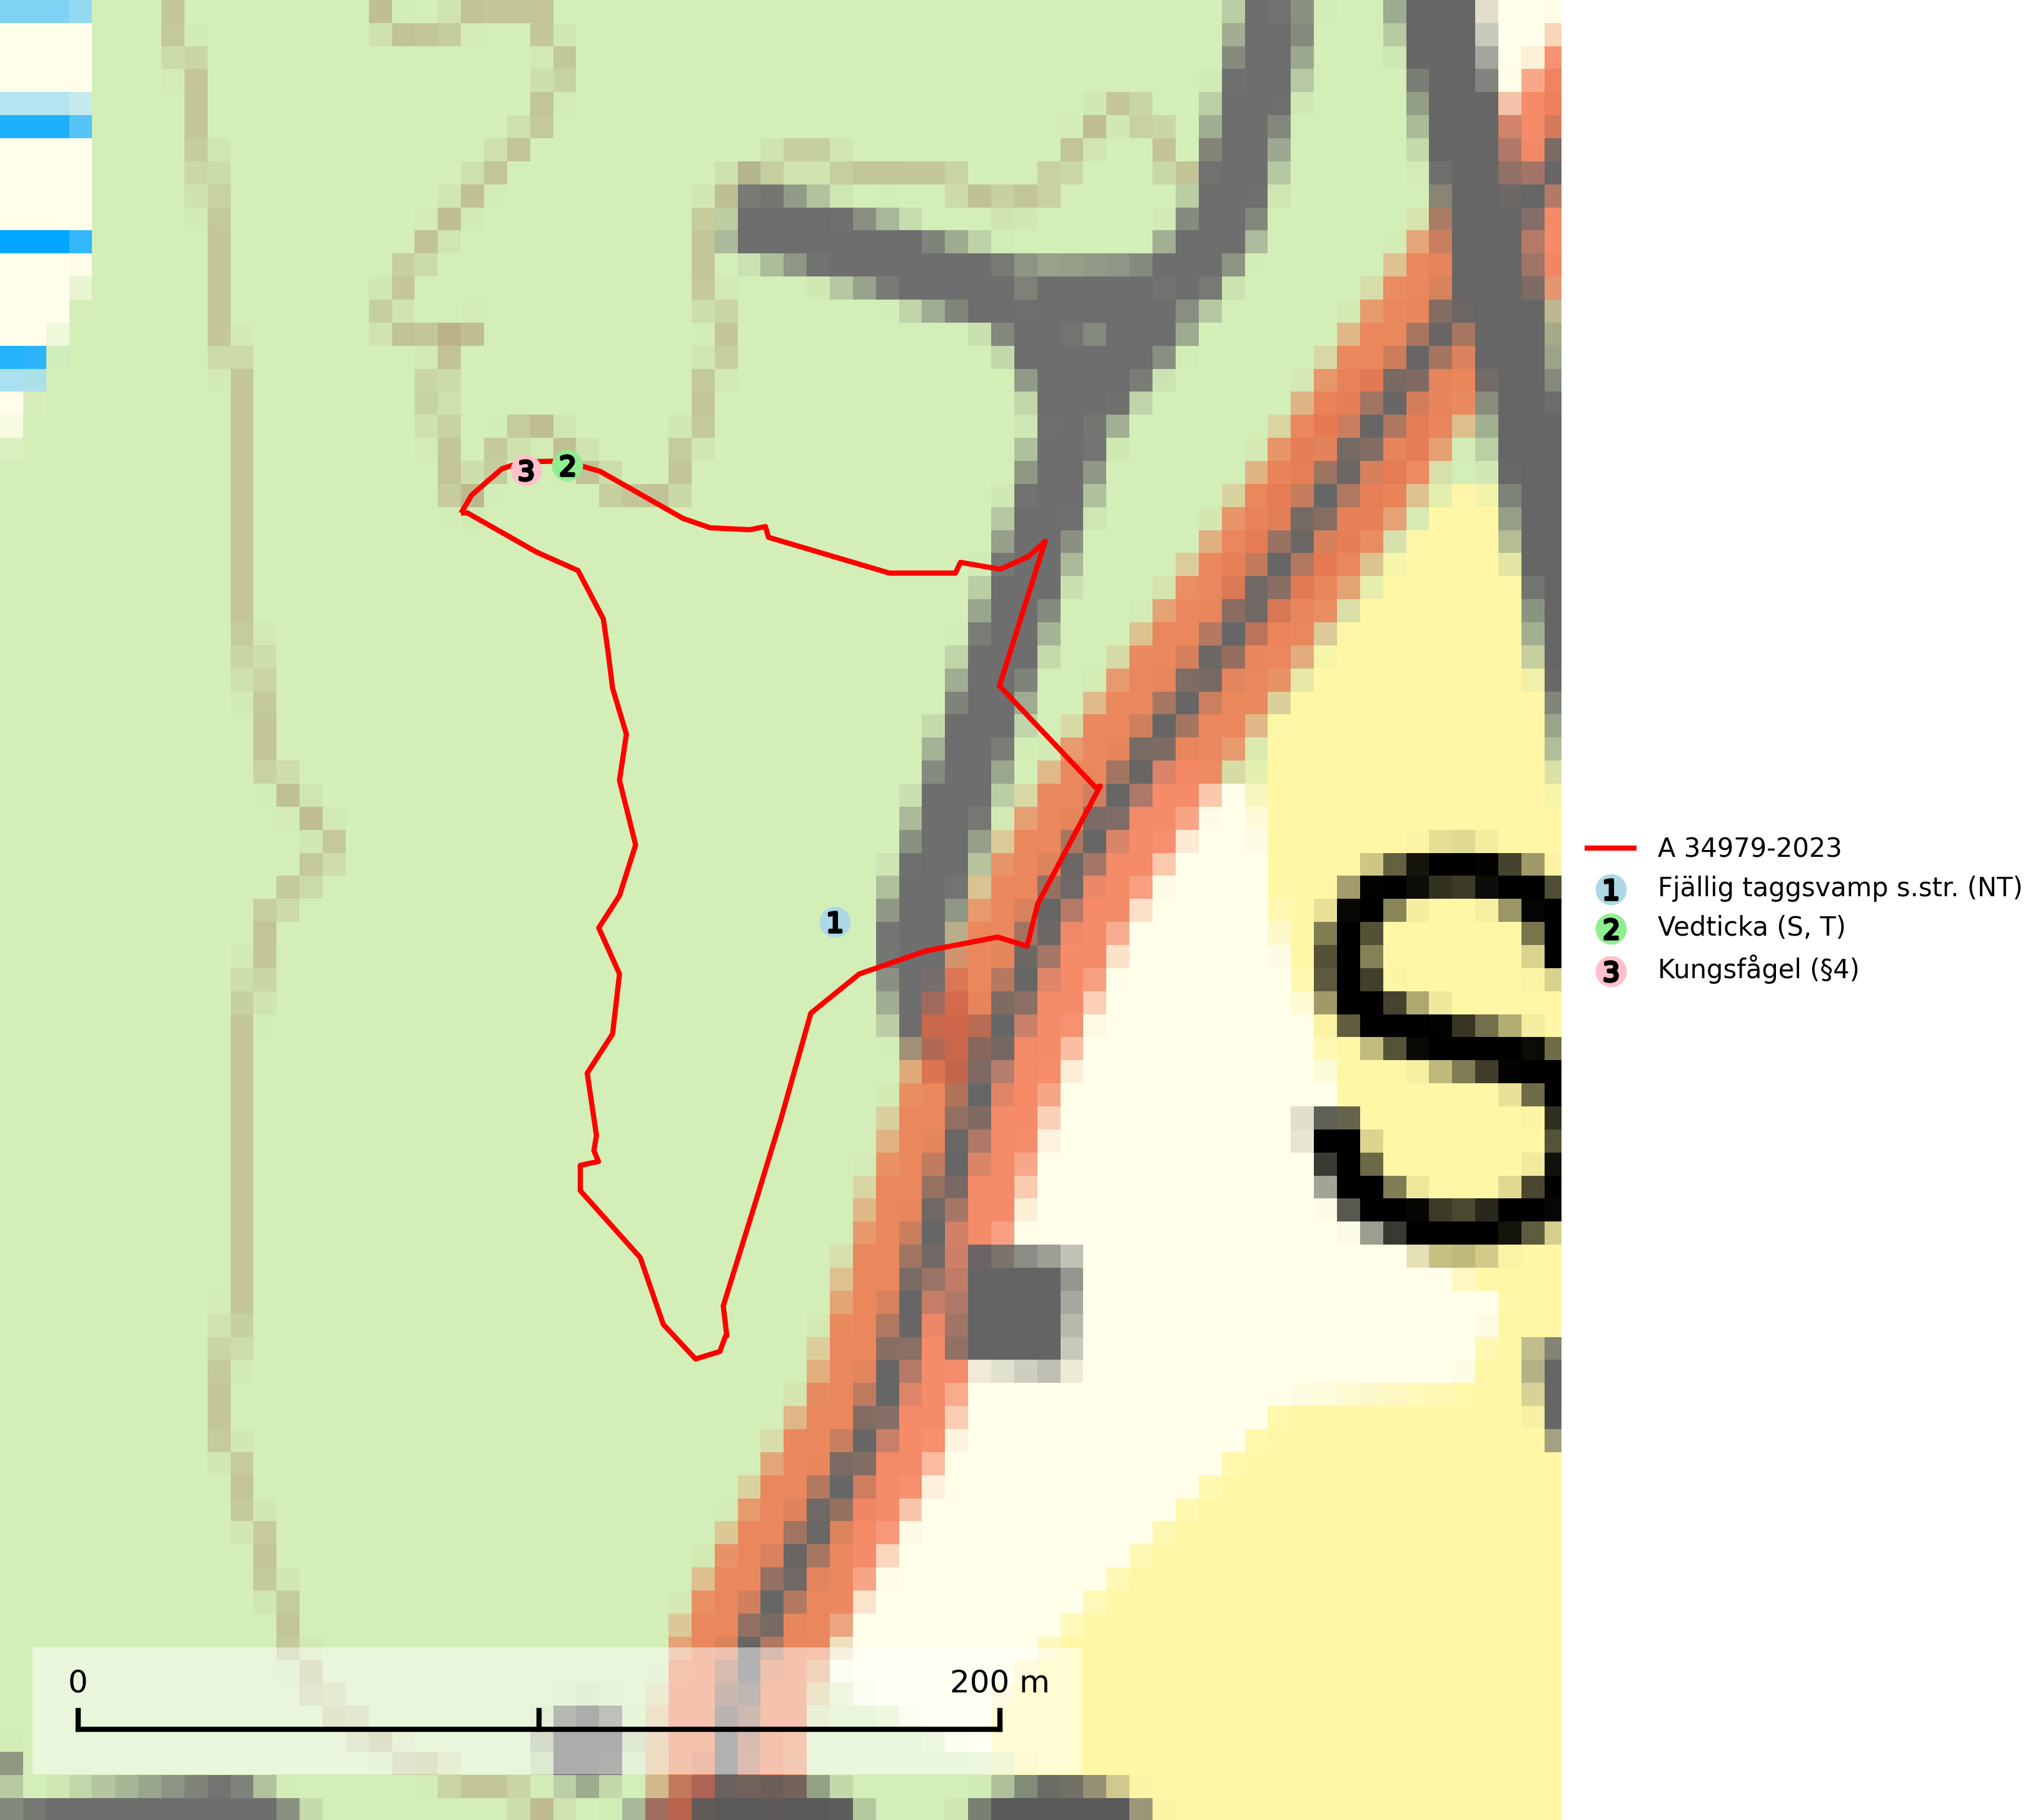 3 2
1
A 34979-2023
1 Fjällig taggsvamp s.str. (NT)
2 Vedticka (S, T)
3 Kungsfågel (§4)
S
0 200 m